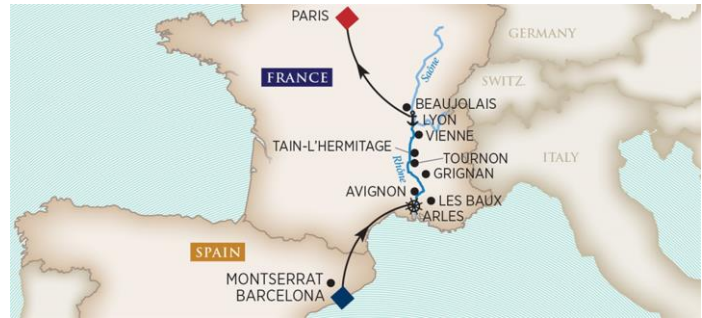 PARIS
GERMANY
FRANCE
Saône
SWITZ.
BEAUJOLAIS
LYON
VIENNE
TAIN-L'HERMITAGE
TOURNON
ITALY
Rhône
GRIGNAN
AVIGNON
LES BAUX
ARLES
SPAIN
MONTSERRAT
BARCELONA